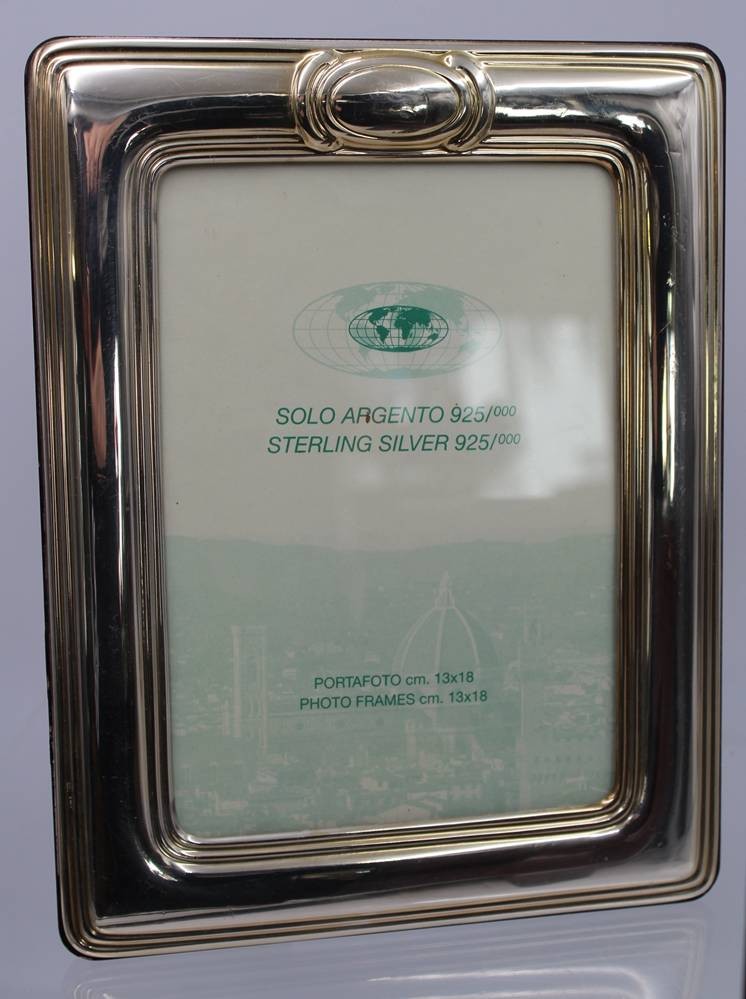 SOLO ARGENTO 925/000
STERLING SILVER 925/000
PORTAFOTO cm. 13x18
PHOTO FRAMES cm. 13x18